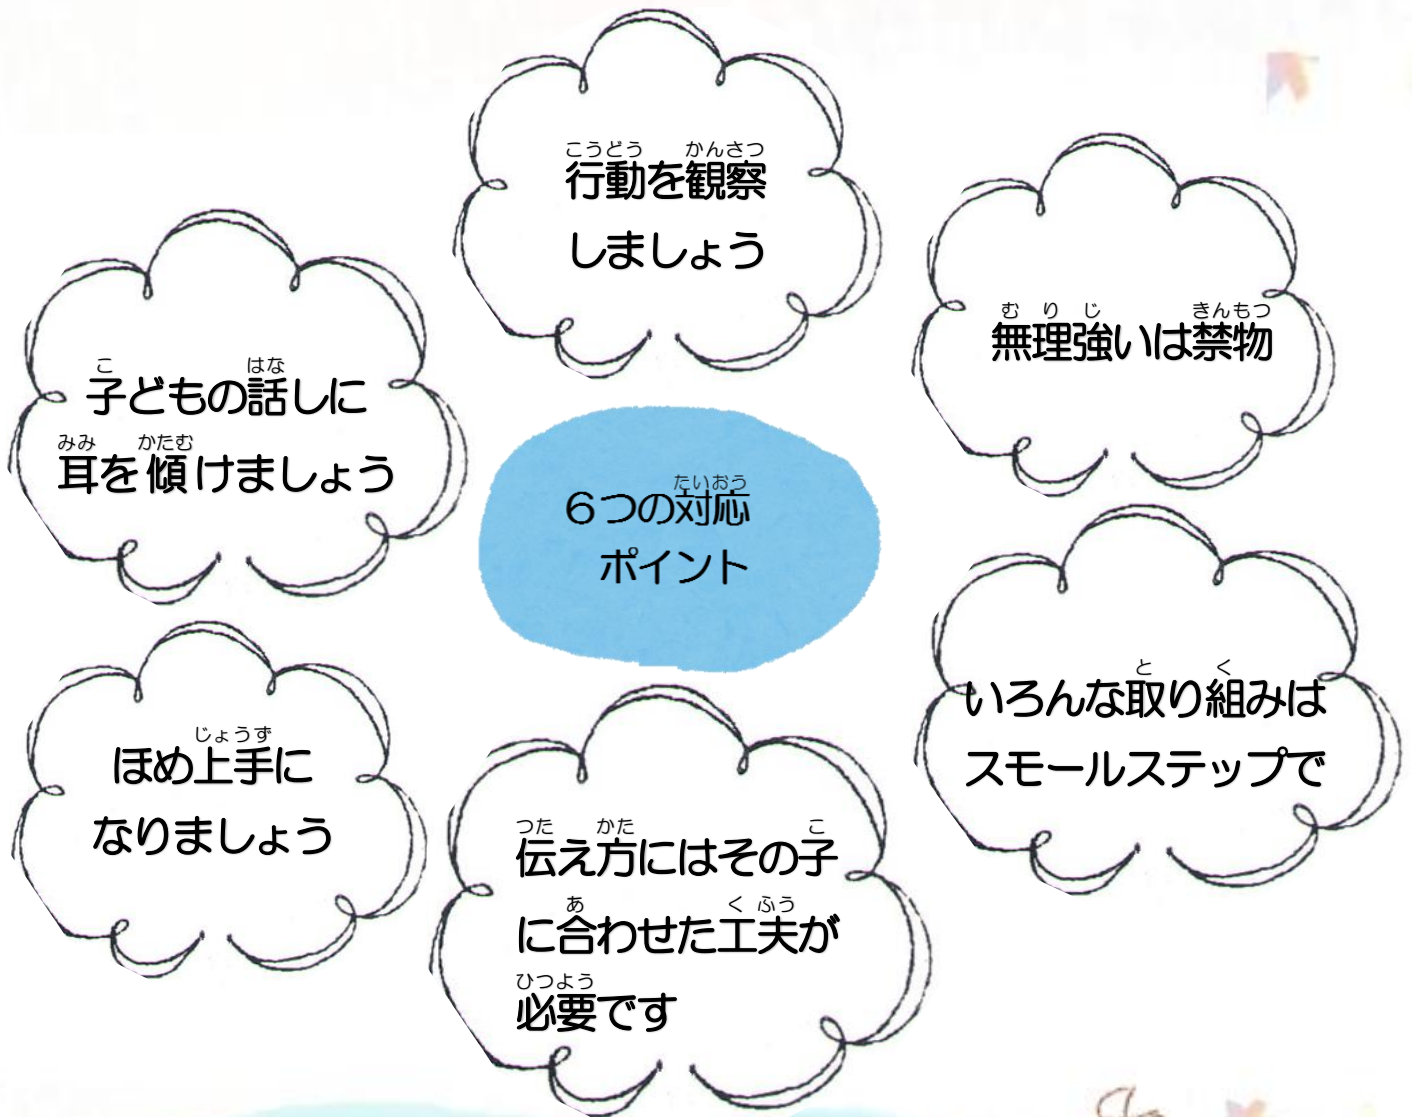 行動を観察
しましょう
無理強いは禁物
子どもの話しに
耳を傾けましょう
6つの対応
ポイント
いろんな取り組みは
スモールステップで
ほめ上手に
なりましょう
伝え方にはその子
に合わせた工夫が
必要です